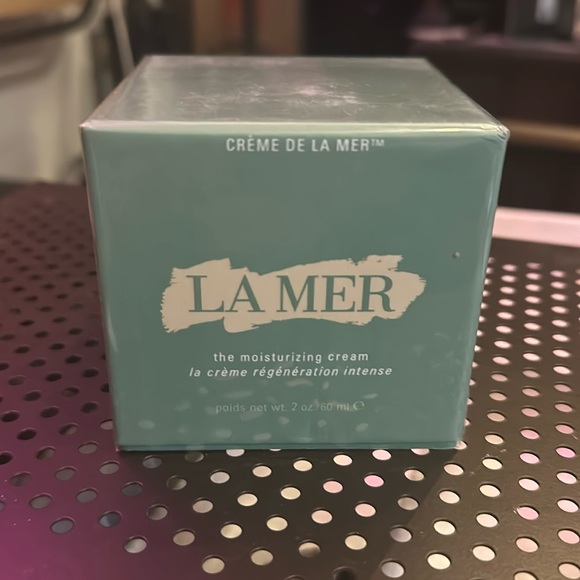 CRÈME DE LA MER™
LA MER
the moisturizing cream
la crème régénération intense
poids net wt. 2 oz./60 ml ℮